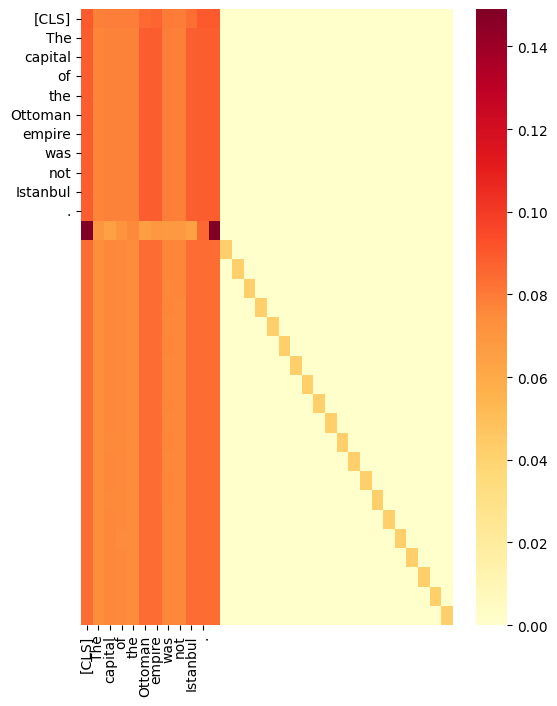 [CLS]
The
capital
of
the
Ottoman
empire
was
not
Istanbul
.
0.14
0.12
0.10
0.08
0.06
0.04
0.02
0.00
[CLS]
The
capital
of
the
Ottoman
empire
was
not
Istanbul
.